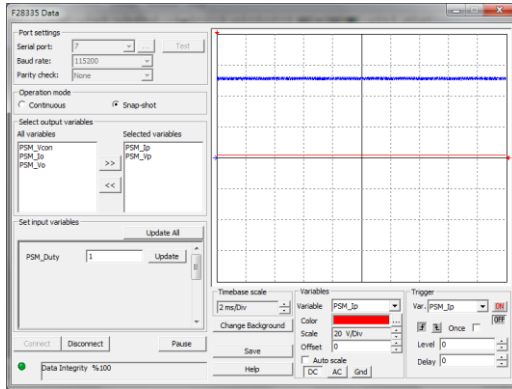 F28335 Data
Port settings
Serial port: 7 ... Test
Baud rate: 115200
Parity check: None
Operation mode
Continuous Snap-shot
Select output variables
All variables Selected variables
PSM_Vcon PSM_Ip
PSM_Io PSM_Vp
PSM_Vo
>>
<<
Set input variables
Update All
PSM_Duty 1 Update
Connect Disconnect Pause
Data Integrity %100
Timebase scale
2 ms/Div
Change Background
Save
Help
Variables
Variable PSM_Ip
Color ...
Scale 20 V/Div
Offset 0
Auto scale
DC AC Gnd
Trigger
Var. PSM_Ip ON
OFF
Once
Level 0
Delay 0